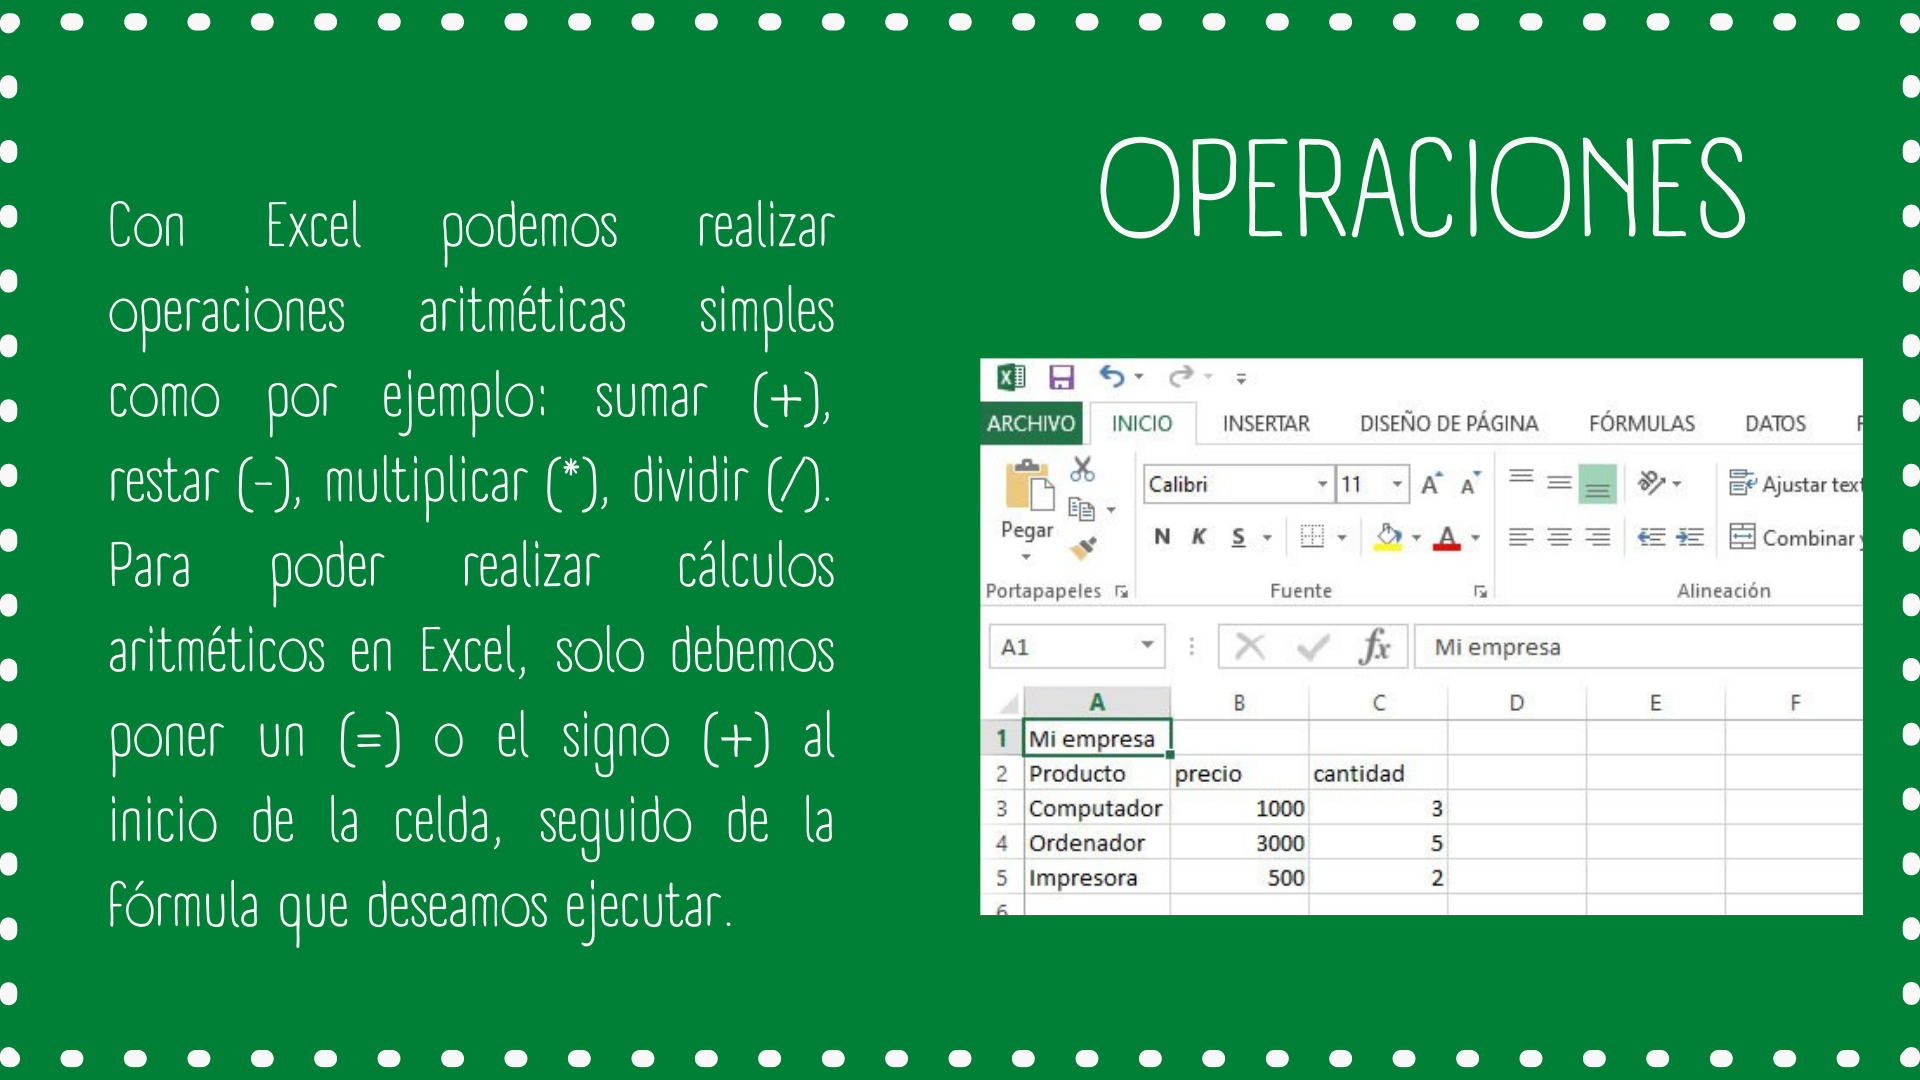 OPERACIONES
Con Excel podemos realizar
operaciones aritméticas simples
como por ejemplo: sumar (+),
restar (-), multiplicar (*), dividir (/).
Para poder realizar cálculos
aritméticos en Excel, solo debemos
poner un (=) o el signo (+) al
inicio de la celda, seguido de la
fórmula que deseamos ejecutar.
ARCHIVO INICIO INSERTAR DISEÑO DE PÁGINA FÓRMULAS DATOS
Calibri 11 Ajustar text
Pegar N K S Combinar y
Portapapeles Fuente Alineación
A1 fx Mi empresa
A B C D E F
1 Mi empresa
2 Producto precio cantidad
3 Computador 1000 3
4 Ordenador 3000 5
5 Impresora 500 2
6